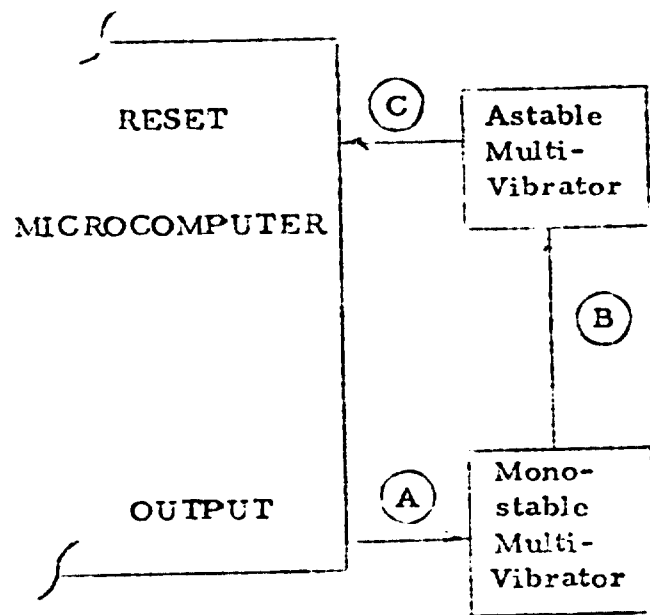 RESET
MICROCOMPUTER
OUTPUT
C
Astable
Multi-
Vibrator
B
A
Mono-
stable
Multi-
Vibrator